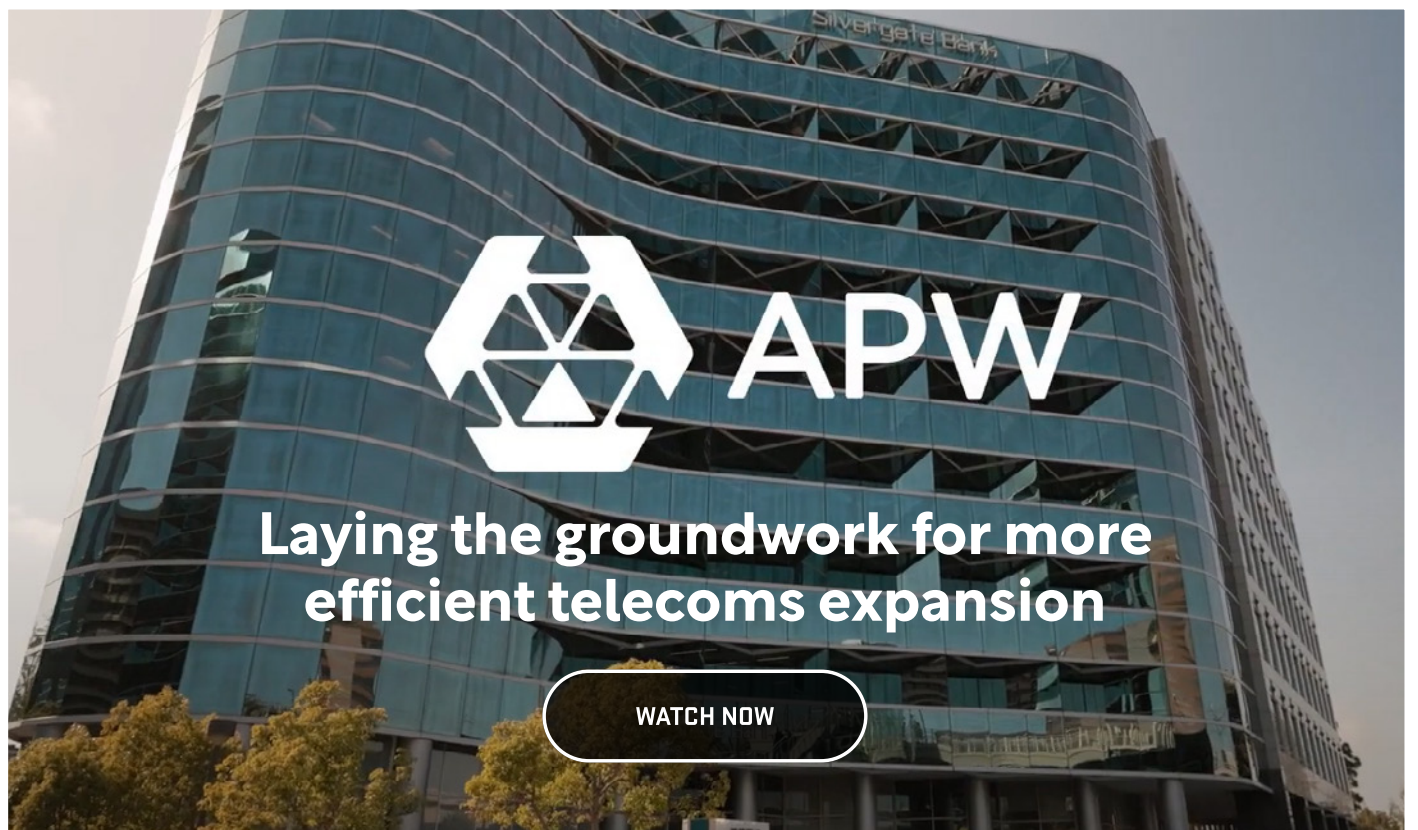 Silvergate Bank
APW
Laying the groundwork for more
efficient telecoms expansion
WATCH NOW